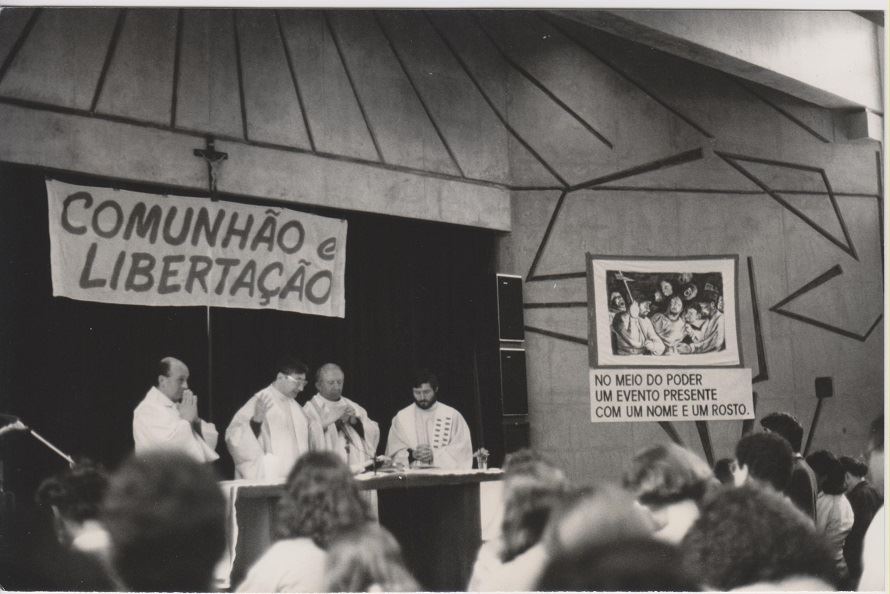 COMUNHÃO e
LIBERTAÇÃO
NO MEIO DO PODER
UM EVENTO PRESENTE
COM UM NOME E UM ROSTO.